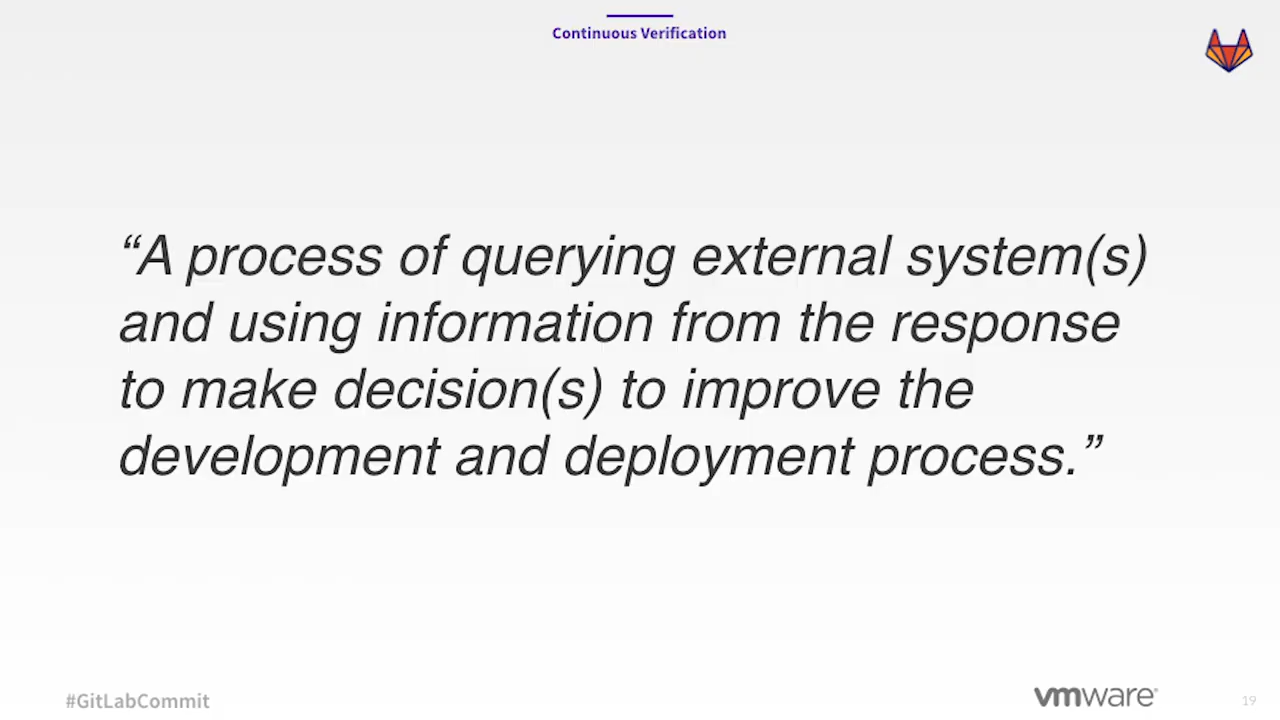 Continuous Verification
“A process of querying external system(s)
and using information from the response
to make decision(s) to improve the
development and deployment process.”
#GitLabCommit
vmware®
19